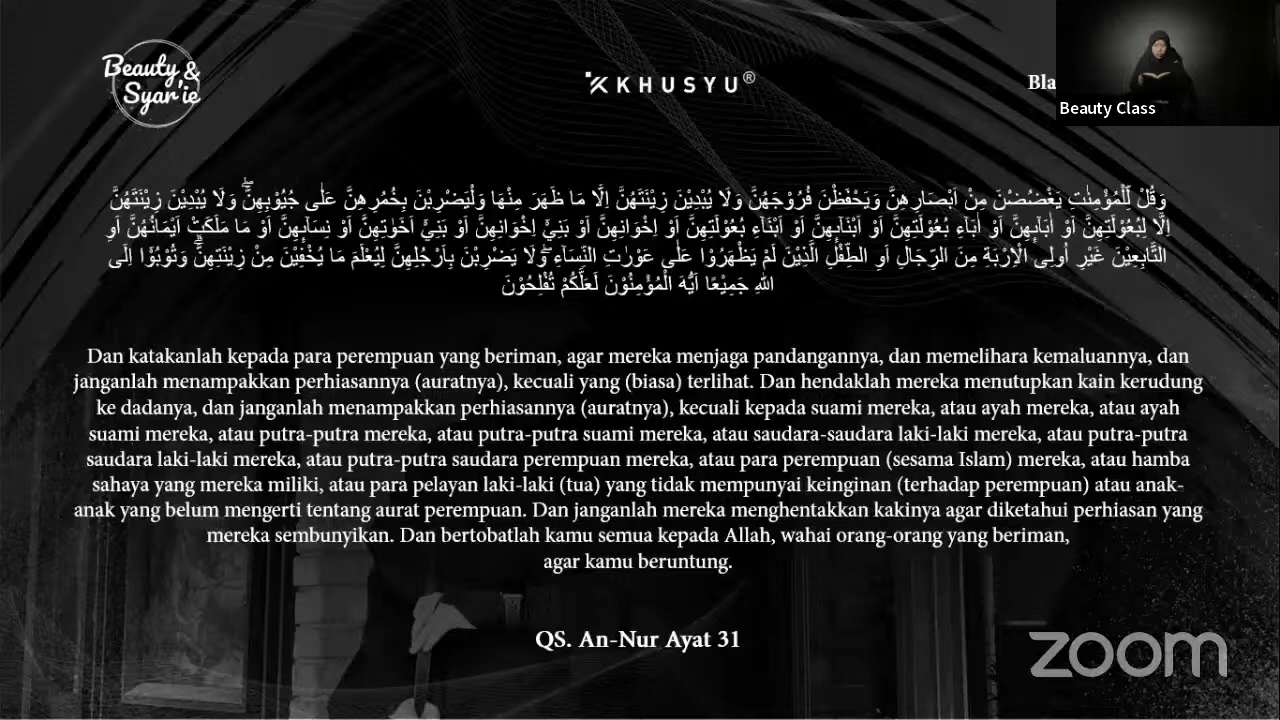 Beauty &
Syar'ie
KHUSYU®
Bla
Beauty Class
وَقُلْ لِّلْمُؤْمِنٰتِ يَغْضُضْنَ مِنْ اَبْصَارِهِنَّ وَيَحْفَظْنَ فُرُوْجَهُنَّ وَلَا يُبْدِيْنَ زِيْنَتَهُنَّ اِلَّا مَا ظَهَرَ مِنْهَا وَلْيَضْرِبْنَ بِخُمُرِهِنَّ عَلٰى جُيُوْبِهِنَّۖ وَلَا يُبْدِيْنَ زِيْنَتَهُنَّ
اِلَّا لِبُعُوْلَتِهِنَّ اَوْ اٰبَاۤىِٕهِنَّ اَوْ اٰبَاۤءِ بُعُوْلَتِهِنَّ اَوْ اَبْنَاۤىِٕهِنَّ اَوْ اَبْنَاۤءِ بُعُوْلَتِهِنَّ اَوْ اِخْوَانِهِنَّ اَوْ بَنِيْٓ اِخْوَانِهِنَّ اَوْ بَنِيْٓ اَخَوٰتِهِنَّ اَوْ نِسَاۤىِٕهِنَّ اَوْ مَا مَلَكَتْ اَيْمَانُهُنَّ اَوِ
التَّابِعِيْنَ غَيْرِ اُولِى الْاِرْبَةِ مِنَ الرِّجَالِ اَوِ الطِّفْلِ الَّذِيْنَ لَمْ يَظْهَرُوْا عَلٰى عَوْرٰتِ النِّسَاۤءِۖ وَلَا يَضْرِبْنَ بِاَرْجُلِهِنَّ لِيُعْلَمَ مَا يُخْفِيْنَ مِنْ زِيْنَتِهِنَّۗ وَتُوْبُوْٓا اِلَى
اللّٰهِ جَمِيْعًا اَيُّهَ الْمُؤْمِنُوْنَ لَعَلَّكُمْ تُفْلِحُوْنَ
Dan katakanlah kepada para perempuan yang beriman, agar mereka menjaga pandangannya, dan memelihara kemaluannya, dan
janganlah menampakkan perhiasannya (auratnya), kecuali yang (biasa) terlihat. Dan hendaklah mereka menutupkan kain kerudung
ke dadanya, dan janganlah menampakkan perhiasannya (auratnya), kecuali kepada suami mereka, atau ayah mereka, atau ayah
suami mereka, atau putra-putra mereka, atau putra-putra suami mereka, atau saudara-saudara laki-laki mereka, atau putra-putra
saudara laki-laki mereka, atau putra-putra saudara perempuan mereka, atau para perempuan (sesama Islam) mereka, atau hamba
sahaya yang mereka miliki, atau para pelayan laki-laki (tua) yang tidak mempunyai keinginan (terhadap perempuan) atau anak-
anak yang belum mengerti tentang aurat perempuan. Dan janganlah mereka menghentakkan kakinya agar diketahui perhiasan yang
mereka sembunyikan. Dan bertobatlah kamu semua kepada Allah, wahai orang-orang yang beriman,
agar kamu beruntung.
QS. An-Nur Ayat 31
zoom